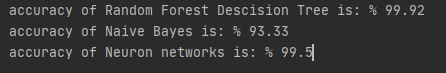 accuracy of Random Forest Descision Tree is: % 99.92
accuracy of Naive Bayes is: % 93.33
accuracy of Neuron networks is: % 99.5